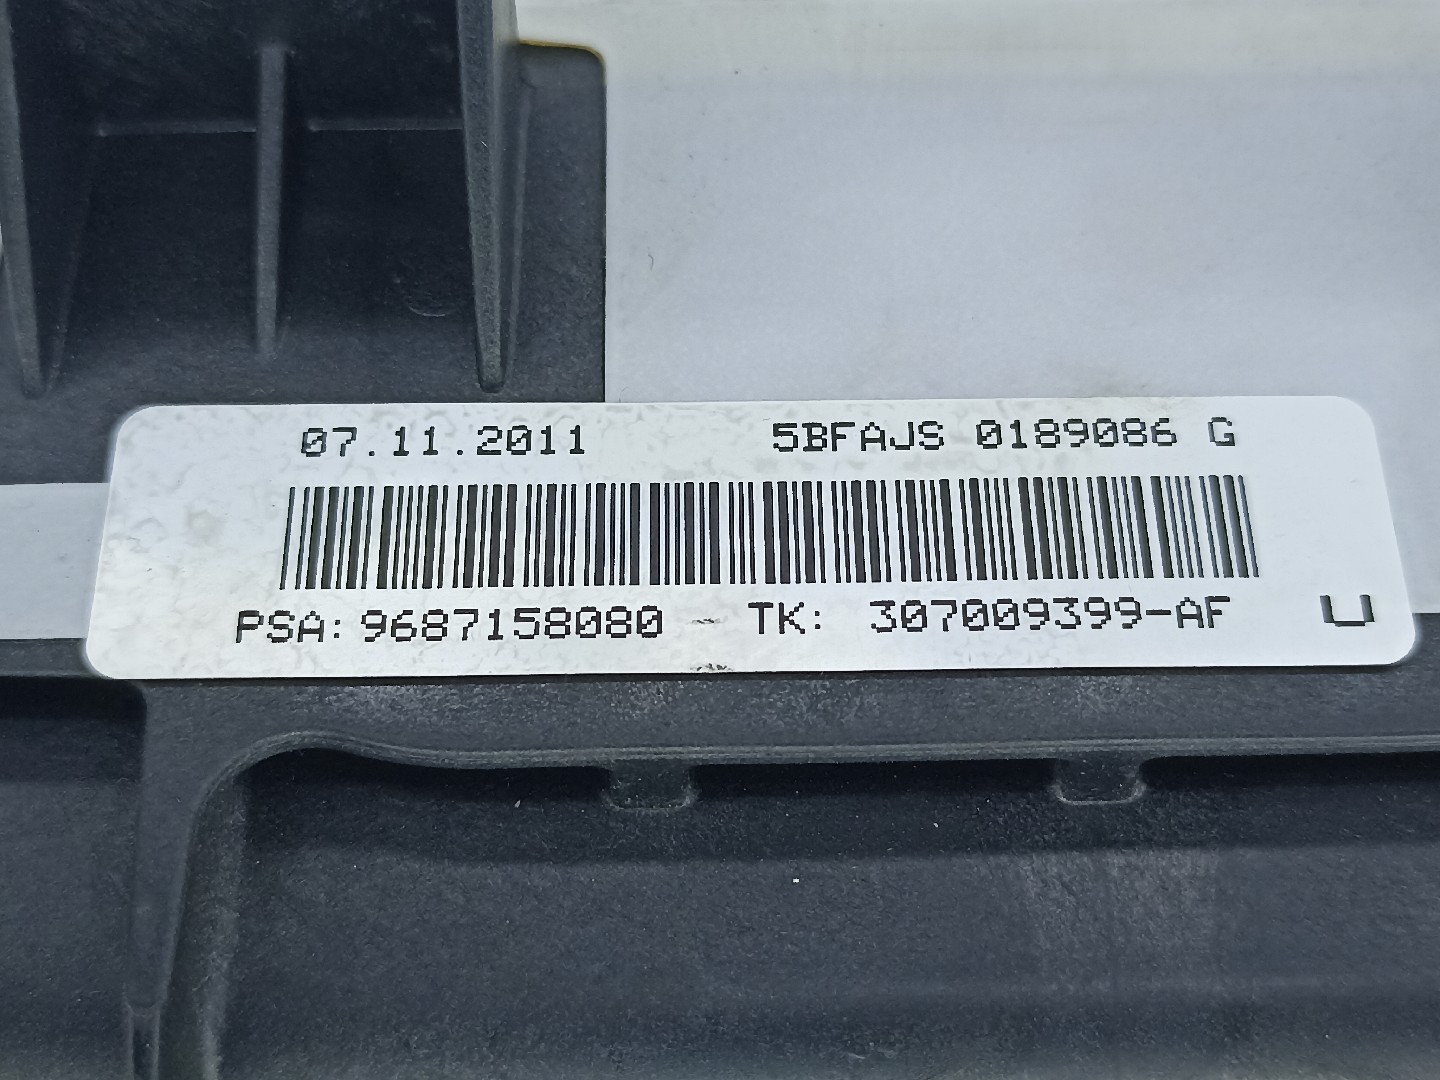 07.11.2011 5BFAJS 0189086 G
PSA:9687158080 - TK: 307009399-AF U